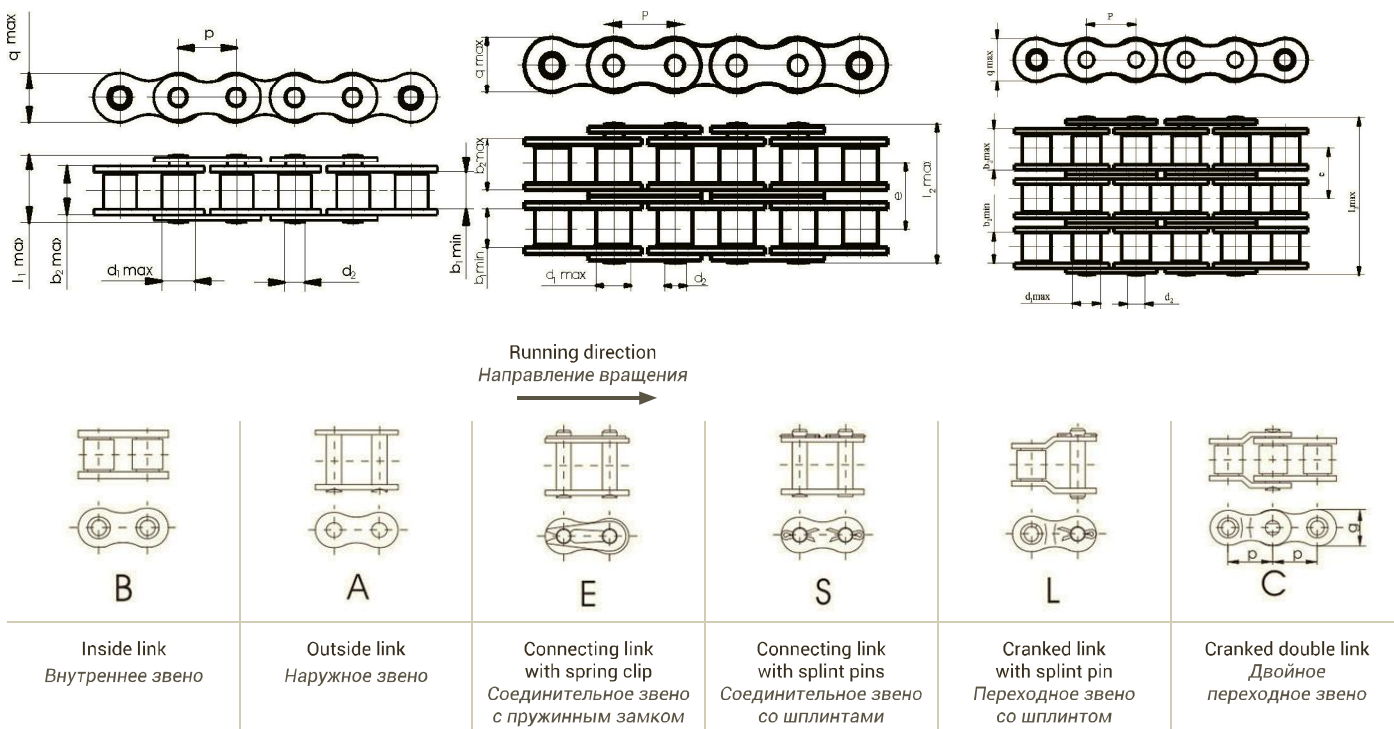 q max
p
l₁ max
b₂ max
d₁ max
d₂
b₁ min
P
q max
b₂ max
b₁ min
d₁ max
d₂
e
l₂ max
P
q max
b₂ max
b₁ min
d₁ max
d₂
e
l₃ max
Running direction
Направление вращения
B
A
E
S
L
p
p
g
C
Inside link
Внутреннее звено
Outside link
Наружное звено
Connecting link
with spring clip
Соединительное звено
с пружинным замком
Connecting link
with splint pins
Соединительное звено
со шплинтами
Cranked link
with splint pin
Переходное звено
со шплинтом
Cranked double link
Двойное
переходное звено